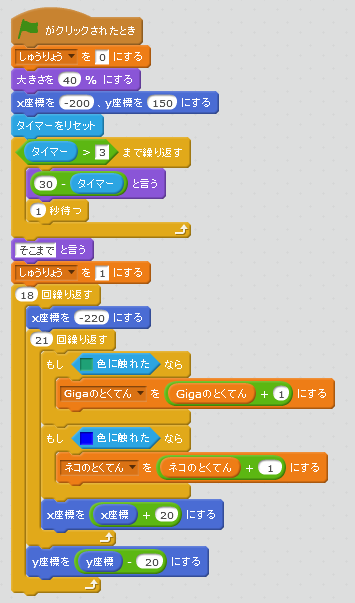 がクリックされたとき
しゅうりょう を 0 にする
大きさを 40 % にする
x座標を -200 、y座標を 150 にする
タイマーをリセット
タイマー > 3 まで繰り返す
30 - タイマー と言う
1 秒待つ
そこまで と言う
しゅうりょう を 1 にする
18 回繰り返す
x座標を -220 にする
21 回繰り返す
もし 色に触れた なら
Gigaのとくてん を Gigaのとくてん + 1 にする
もし 色に触れた なら
ネコのとくてん を ネコのとくてん + 1 にする
x座標を x座標 + 20 にする
y座標を y座標 - 20 にする